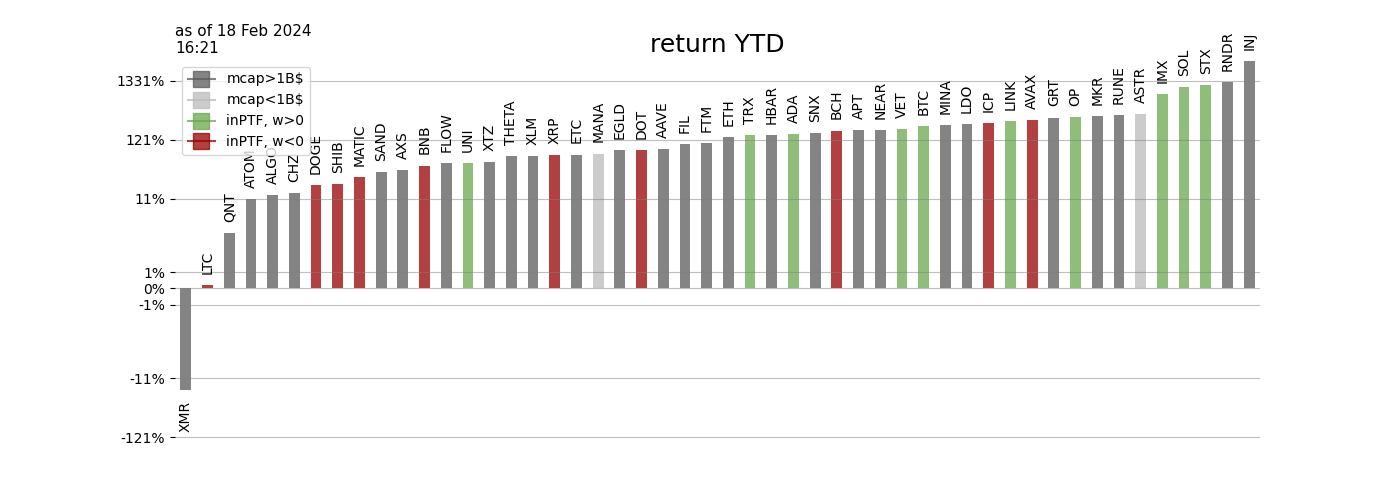 as of 18 Feb 2024
16:21
return YTD
mcap>1B$
mcap<1B$
inPTF, w>0
inPTF, w<0
1331%
121%
11%
1%
0%
-1%
-11%
-121%
XMR
LTC
QNT
ATOM
ALGO
CHZ
DOGE
SHIB
MATIC
SAND
AXS
BNB
FLOW
UNI
XTZ
THETA
XLM
XRP
ETC
MANA
EGLD
DOT
AAVE
FIL
FTM
ETH
TRX
HBAR
ADA
SNX
BCH
APT
NEAR
VET
BTC
MINA
LDO
ICP
LINK
AVAX
GRT
OP
MKR
RUNE
ASTR
IMX
SOL
STX
RNDR
INJ